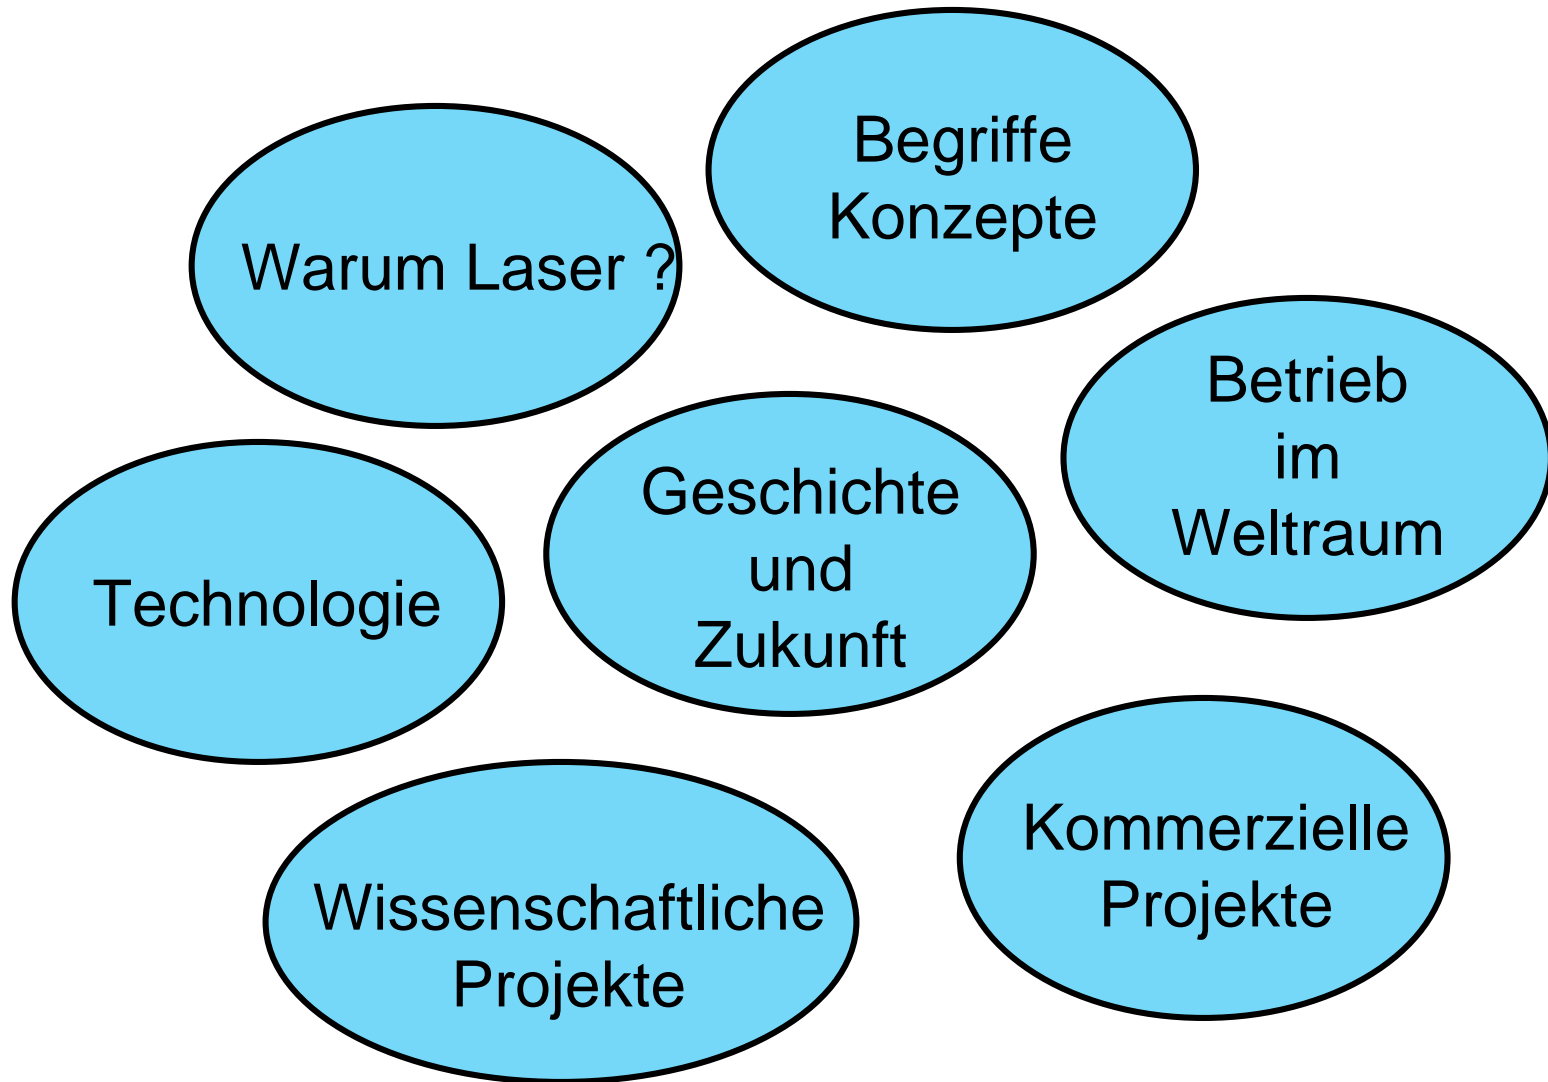 Begriffe
Konzepte
Warum Laser ?
Betrieb
im
Weltraum
Geschichte
und
Zukunft
Technologie
Kommerzielle
Projekte
Wissenschaftliche
Projekte